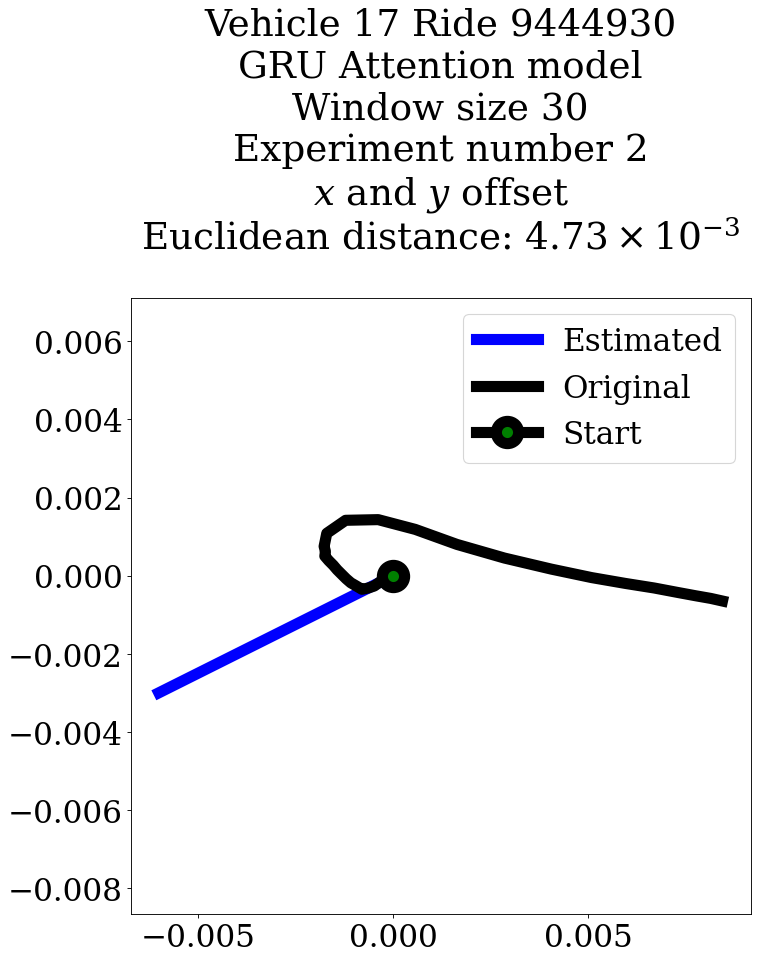 Vehicle 17 Ride 9444930
GRU Attention model
Window size 30
Experiment number 2
x and y offset
Euclidean distance: 4.73 × 10⁻³
Estimated
Original
Start
0.006
0.004
0.002
0.000
−0.002
−0.004
−0.006
−0.008
−0.005 0.000 0.005